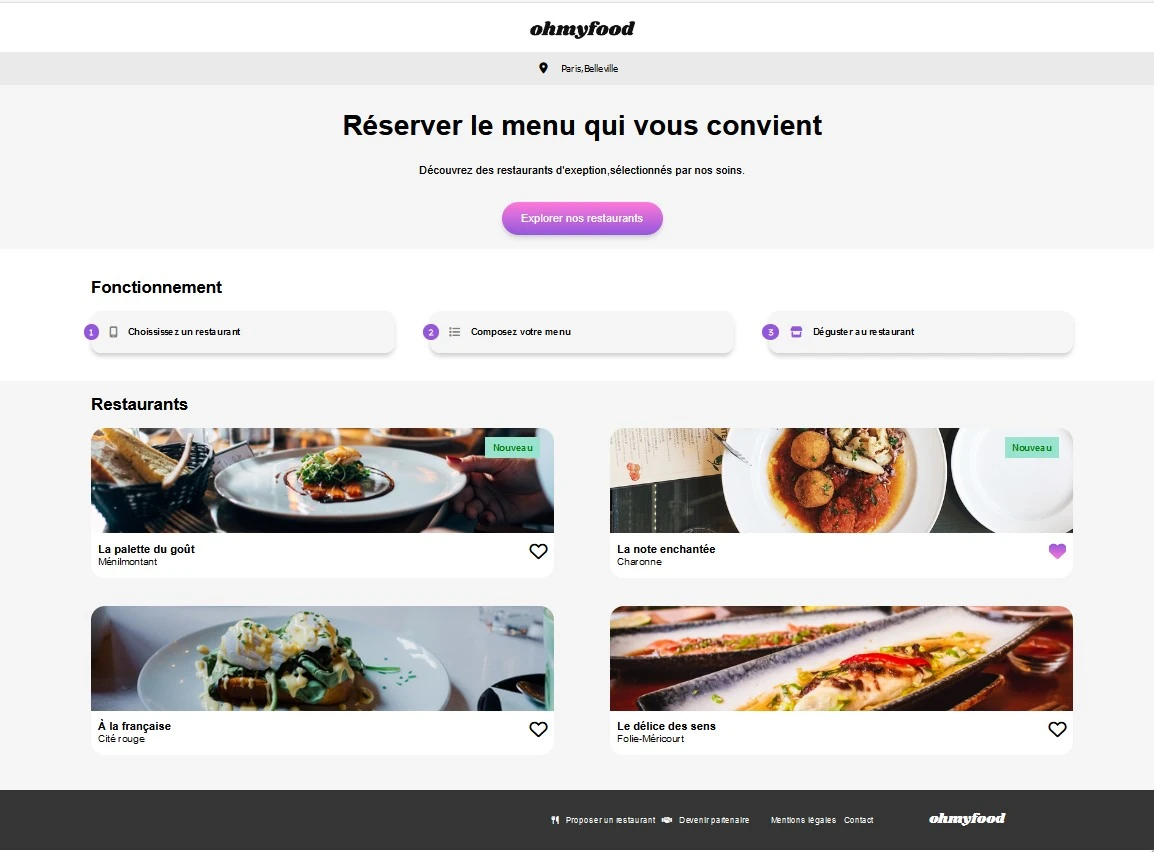 ohmyfood
Paris,Belleville
Réserver le menu qui vous convient
Découvrez des restaurants d'exeption,sélectionnés par nos soins.
Explorer nos restaurants
Fonctionnement
1 Choississez un restaurant
2 Composez votre menu
3 Déguster au restaurant
Restaurants
Nouveau
La palette du goût
Ménilmontant
Nouveau
La note enchantée
Charonne
À la française
Cité rouge
Le délice des sens
Folie-Méricourt
Proposer un restaurant Devenir partenaire Mentions légales Contact ohmyfood